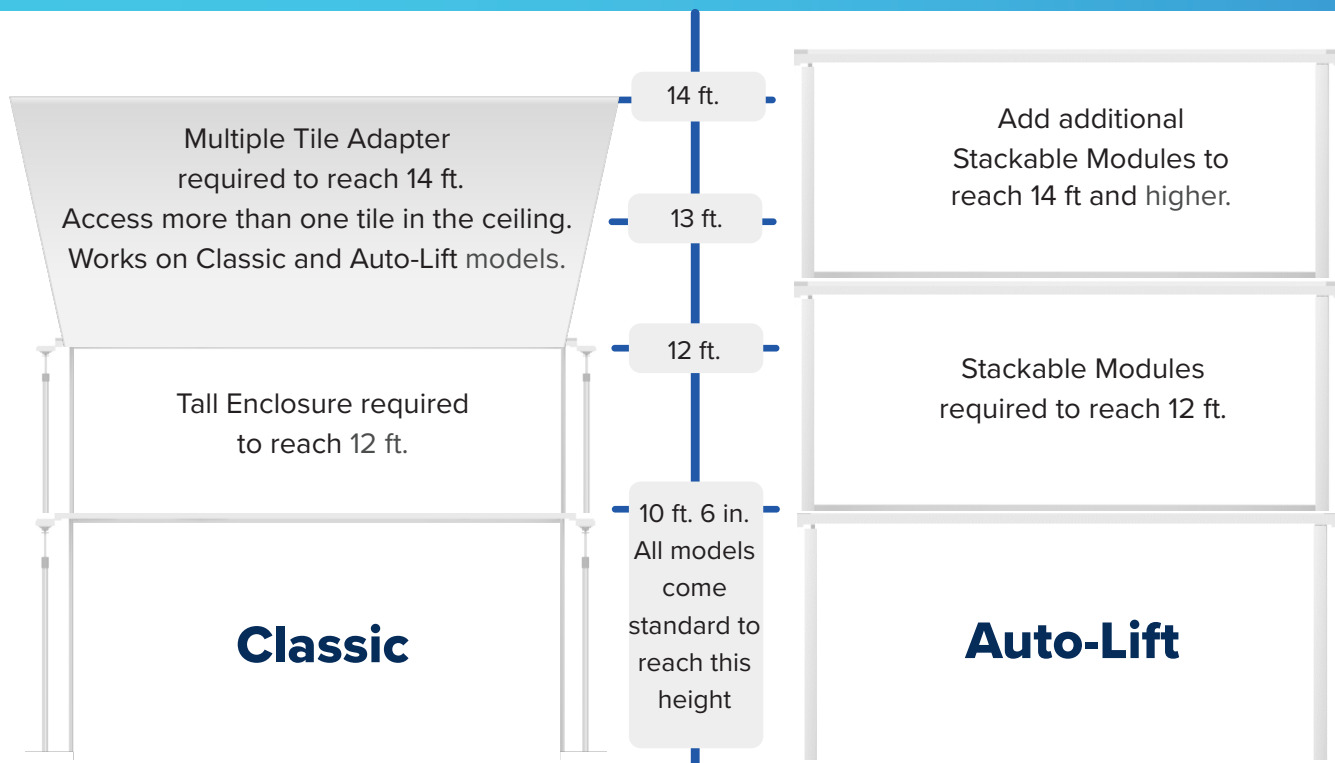 Multiple Tile Adapter
required to reach 14 ft.
Access more than one tile in the ceiling.
Works on Classic and Auto-Lift models.
Tall Enclosure required
to reach 12 ft.
Classic
14 ft.
13 ft.
12 ft.
10 ft. 6 in.
All models
come
standard to
reach this
height
Add additional
Stackable Modules to
reach 14 ft and higher.
Stackable Modules
required to reach 12 ft.
Auto-Lift